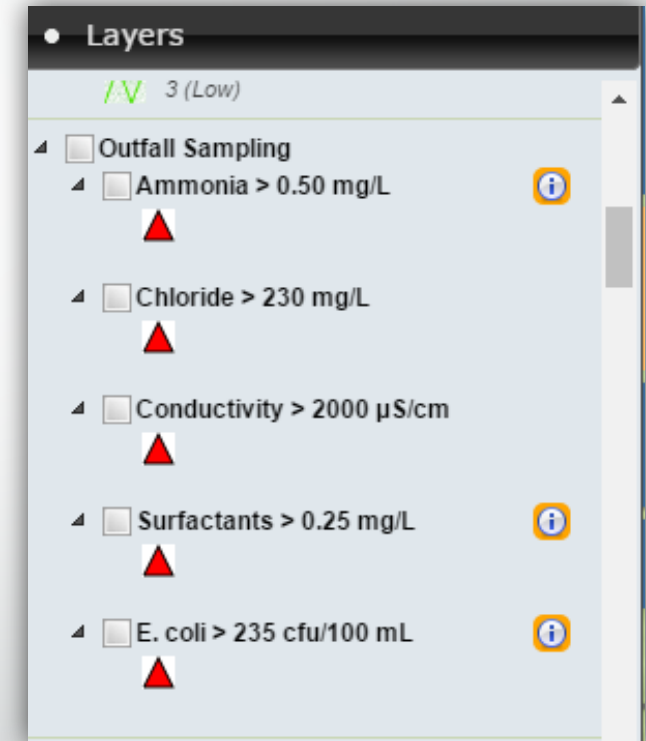 Layers
3 (Low)
Outfall Sampling
Ammonia > 0.50 mg/L
Chloride > 230 mg/L
Conductivity > 2000 µS/cm
Surfactants > 0.25 mg/L
E. coli > 235 cfu/100 mL